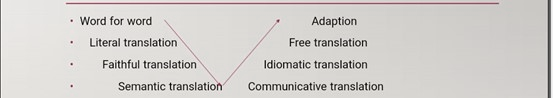 • Word for word Adaption
• Literal translation Free translation
• Faithful translation Idiomatic translation
• Semantic translation Communicative translation